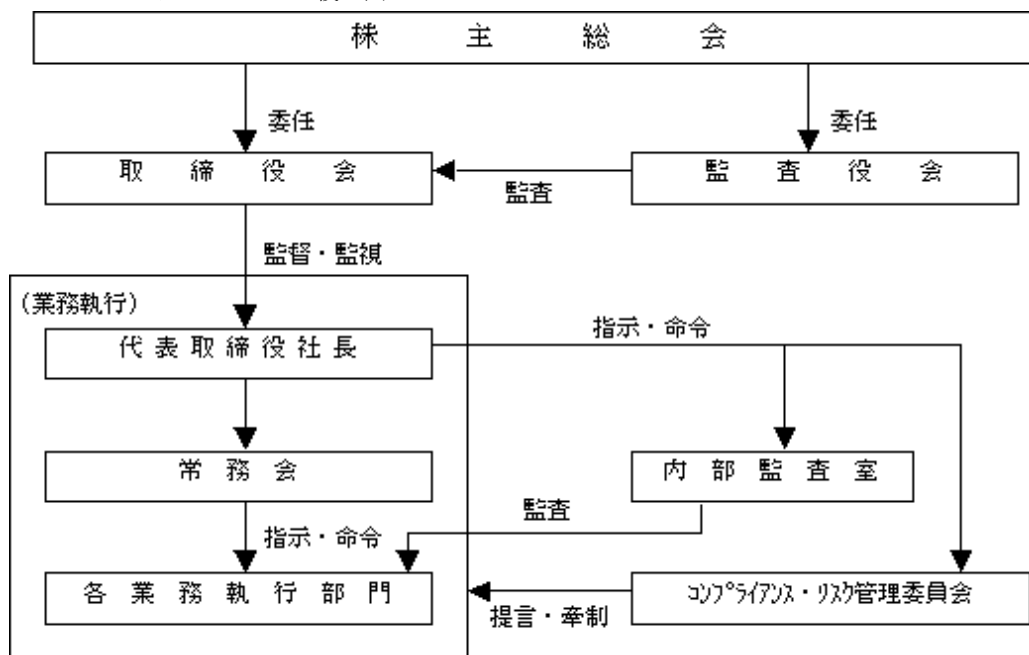 株主総会
委任
委任
取締役会
監査役会
監査
監督・監視
(業務執行)
代表取締役社長
指示・命令
常務会
内部監査室
監査
指示・命令
各業務執行部門
コンプライアンス・リスク管理委員会
提言・牽制